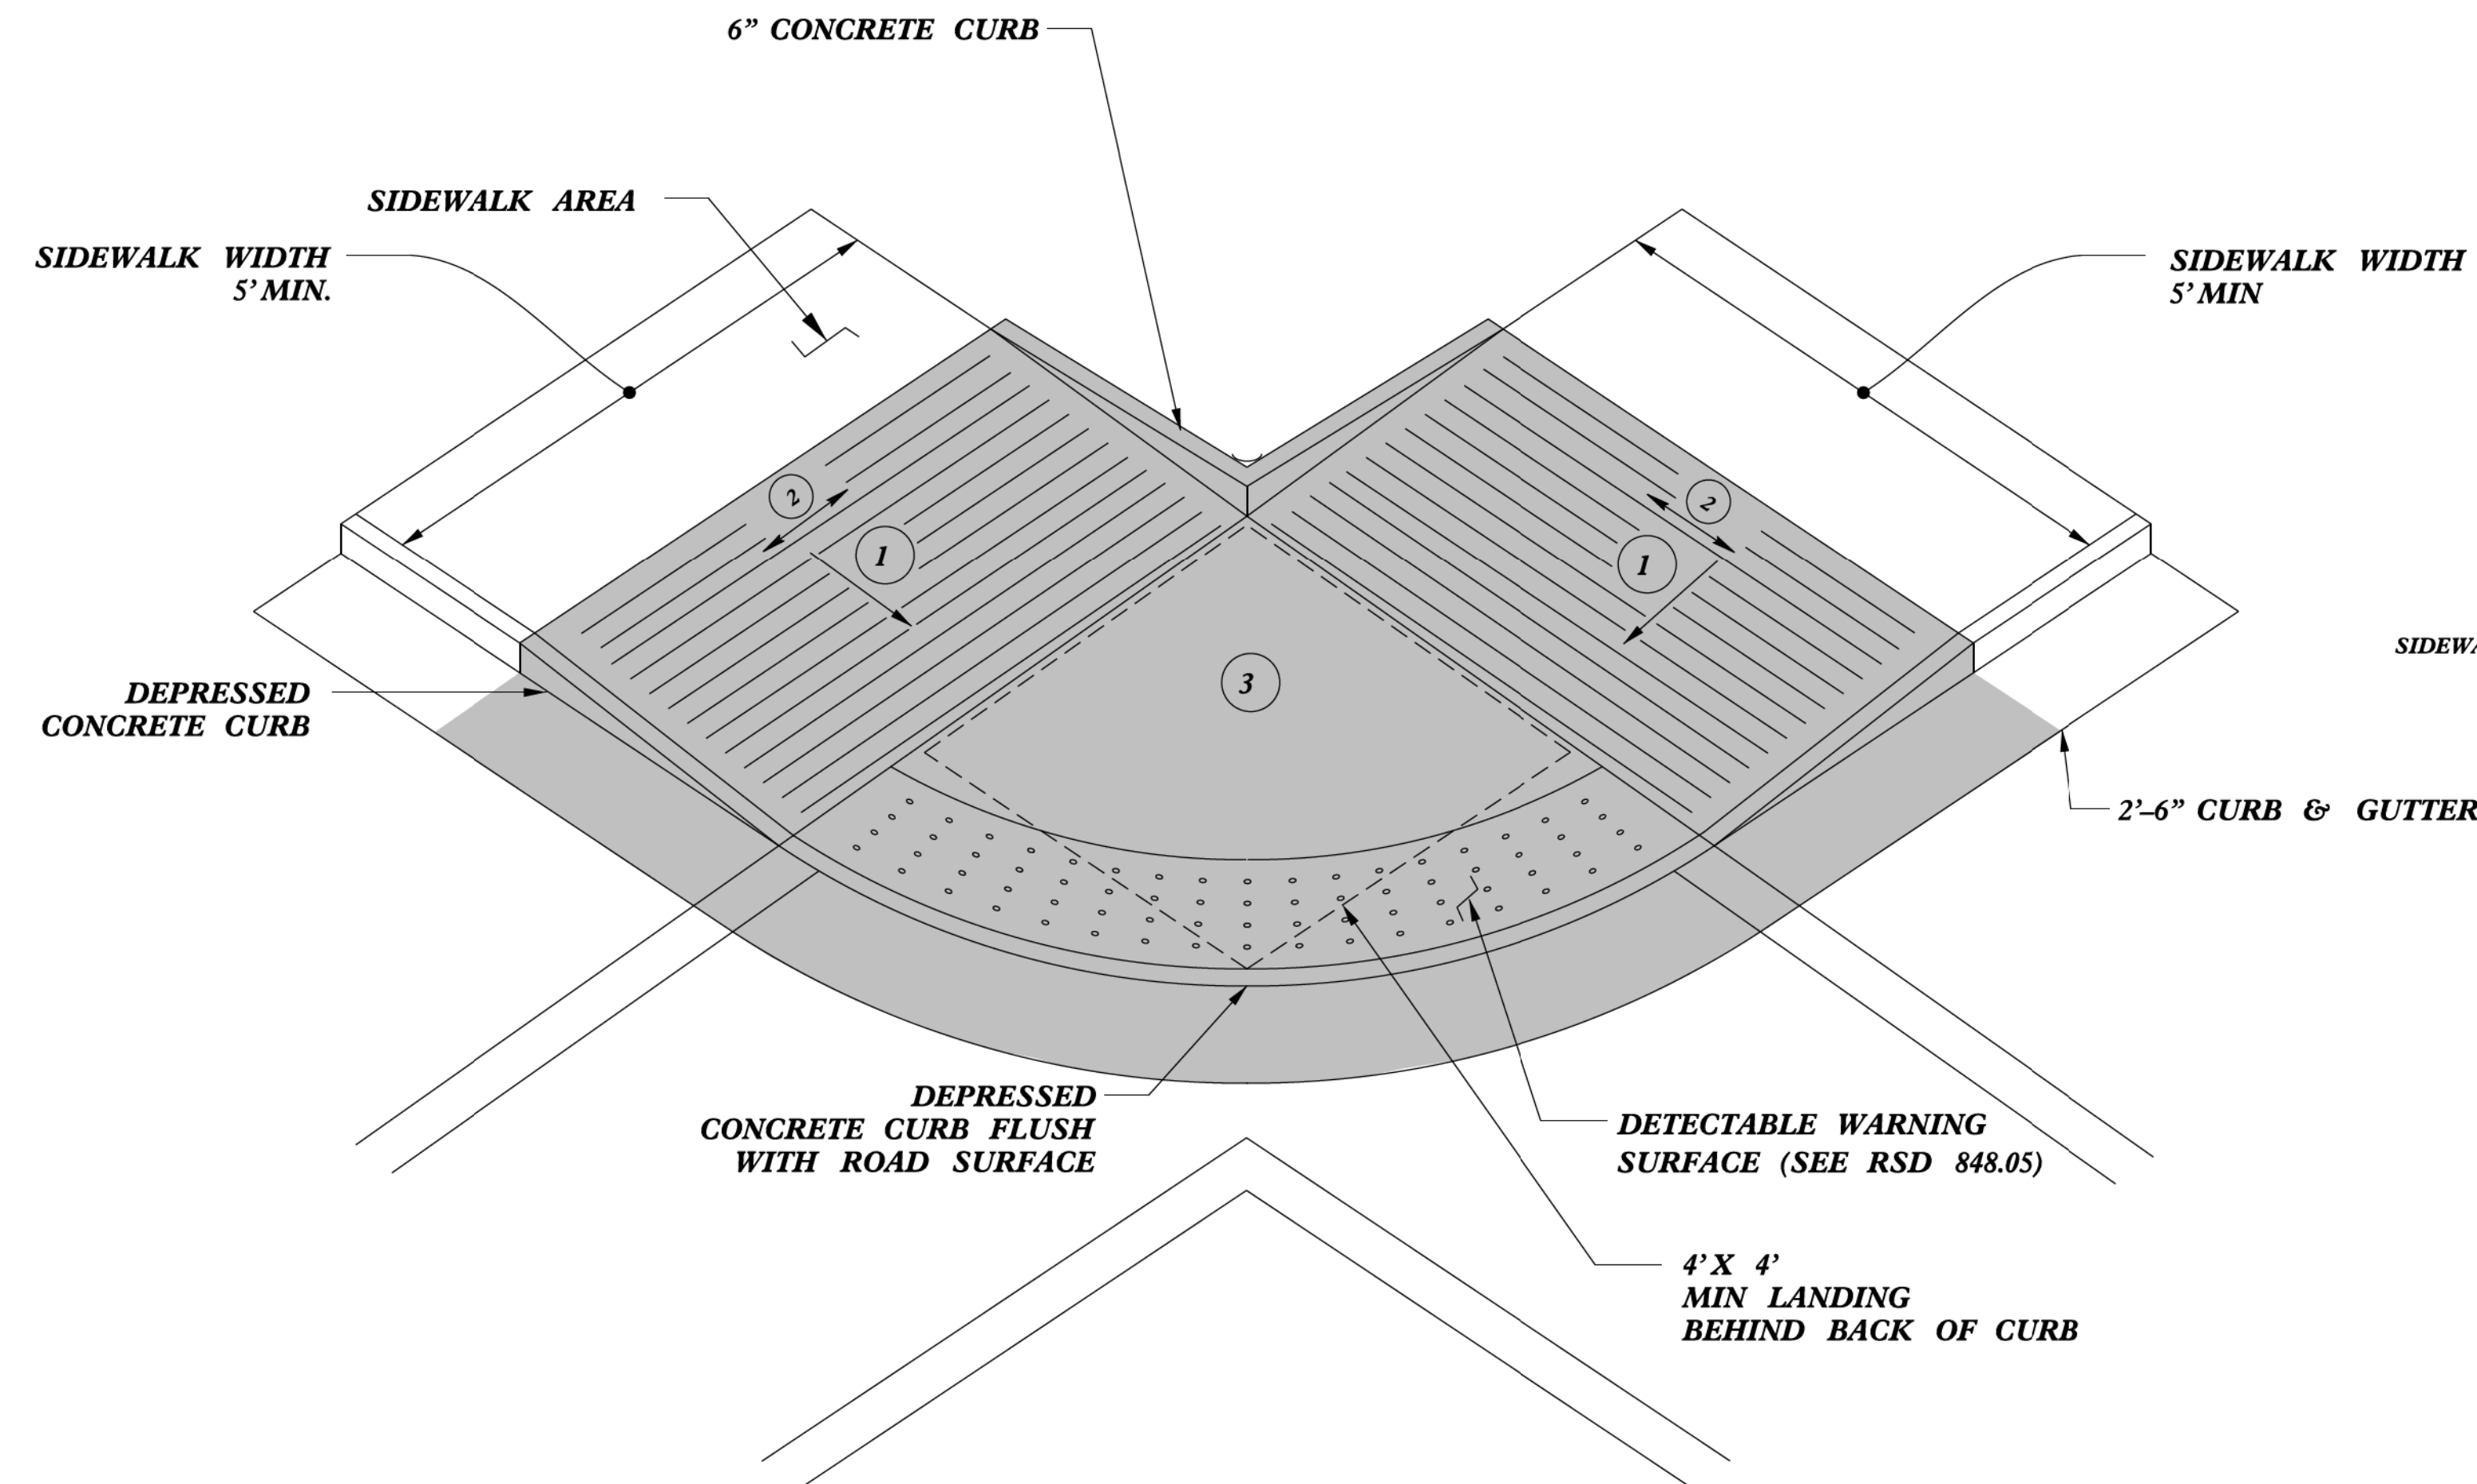 6” CONCRETE CURB
SIDEWALK AREA
SIDEWALK WIDTH
5’ MIN.
SIDEWALK WIDTH
5’ MIN
2
1
2
1
3
DEPRESSED
CONCRETE CURB
2’–6” CURB & GUTTER
DEPRESSED
CONCRETE CURB FLUSH
WITH ROAD SURFACE
DETECTABLE WARNING
SURFACE (SEE RSD 848.05)
4’ X 4’
MIN LANDING
BEHIND BACK OF CURB